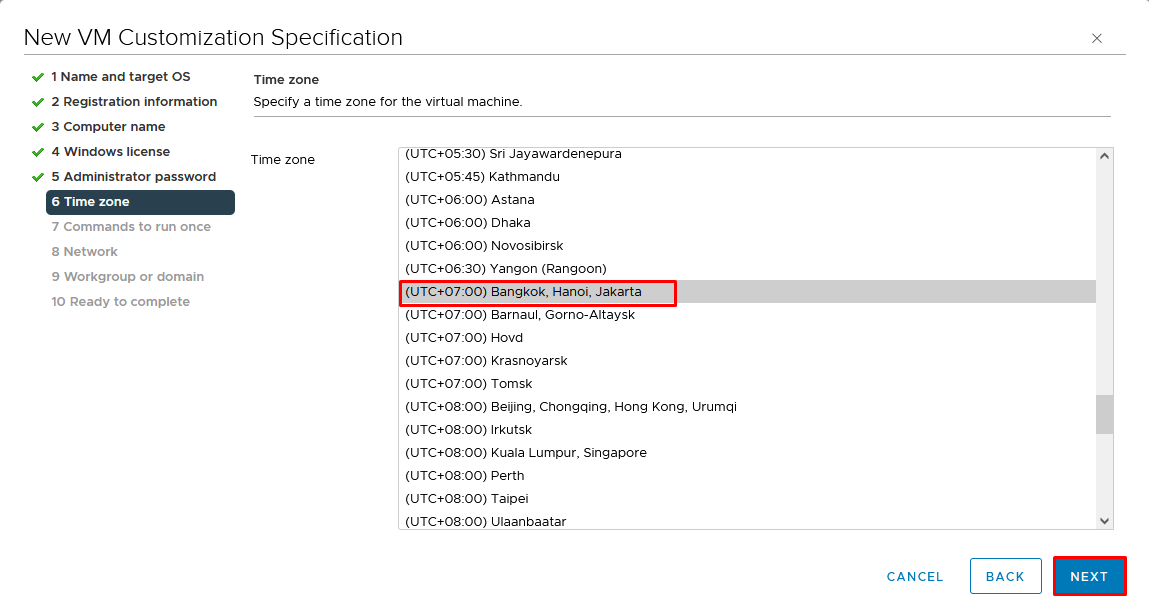 New VM Customization Specification
1 Name and target OS
2 Registration information
3 Computer name
4 Windows license
5 Administrator password
6 Time zone
7 Commands to run once
8 Network
9 Workgroup or domain
10 Ready to complete
Time zone
Specify a time zone for the virtual machine.
Time zone
(UTC+05:30) Sri Jayawardenepura
(UTC+05:45) Kathmandu
(UTC+06:00) Astana
(UTC+06:00) Dhaka
(UTC+06:00) Novosibirsk
(UTC+06:30) Yangon (Rangoon)
(UTC+07:00) Bangkok, Hanoi, Jakarta
(UTC+07:00) Barnaul, Gorno-Altaysk
(UTC+07:00) Hovd
(UTC+07:00) Krasnoyarsk
(UTC+07:00) Tomsk
(UTC+08:00) Beijing, Chongqing, Hong Kong, Urumqi
(UTC+08:00) Irkutsk
(UTC+08:00) Kuala Lumpur, Singapore
(UTC+08:00) Perth
(UTC+08:00) Taipei
(UTC+08:00) Ulaanbaatar
CANCEL
BACK
NEXT